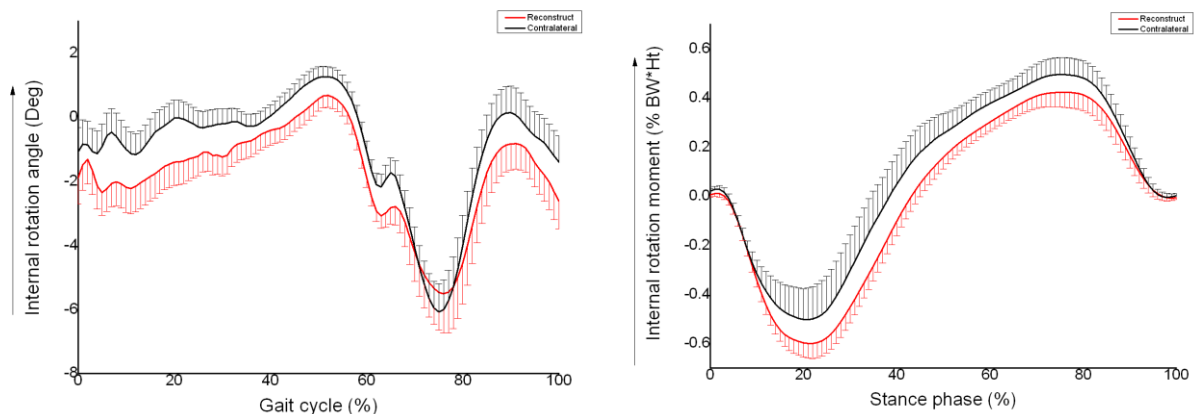 Reconstruct
Contralateral
Internal rotation angle (Deg)
2
0
-2
-4
-6
-8
0 20 40 60 80 100
Gait cycle (%)
Reconstruct
Contralateral
Internal rotation moment (% BW*Ht)
0.6
0.4
0.2
0.0
-0.2
-0.4
-0.6
0 20 40 60 80 100
Stance phase (%)